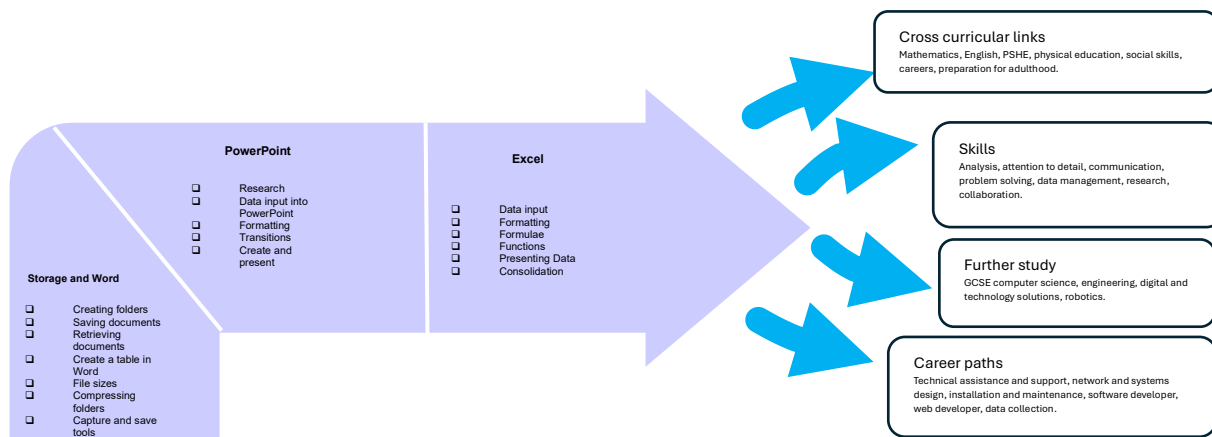 Storage and Word
❑ Creating folders
❑ Saving documents
❑ Retrieving
documents
❑ Create a table in
Word
❑ File sizes
❑ Compressing
folders
❑ Capture and save
tools
PowerPoint
❑ Research
❑ Data input into
PowerPoint
❑ Formatting
❑ Transitions
❑ Create and
present
Excel
❑ Data input
❑ Formatting
❑ Formulae
❑ Functions
❑ Presenting Data
❑ Consolidation
Cross curricular links
Mathematics, English, PSHE, physical education, social skills,
careers, preparation for adulthood.
Skills
Analysis, attention to detail, communication,
problem solving, data management, research,
collaboration.
Further study
GCSE computer science, engineering, digital and
technology solutions, robotics.
Career paths
Technical assistance and support, network and systems
design, installation and maintenance, software developer,
web developer, data collection.